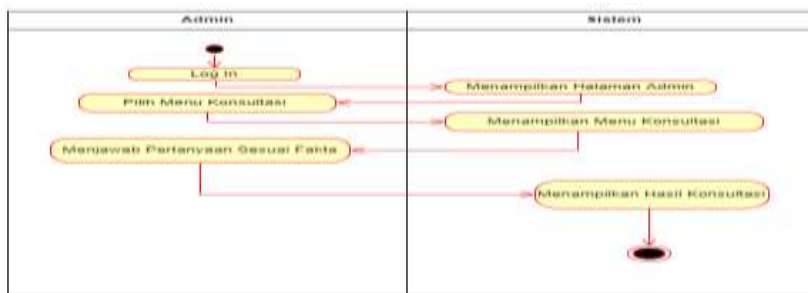 Admin
Sistem
Log In
Menampilkan Halaman Admin
Pilih Menu Konsultasi
Menampilkan Menu Konsultasi
Menjawab Pertanyaan Sesuai Fakta
Menampilkan Hasil Konsultasi